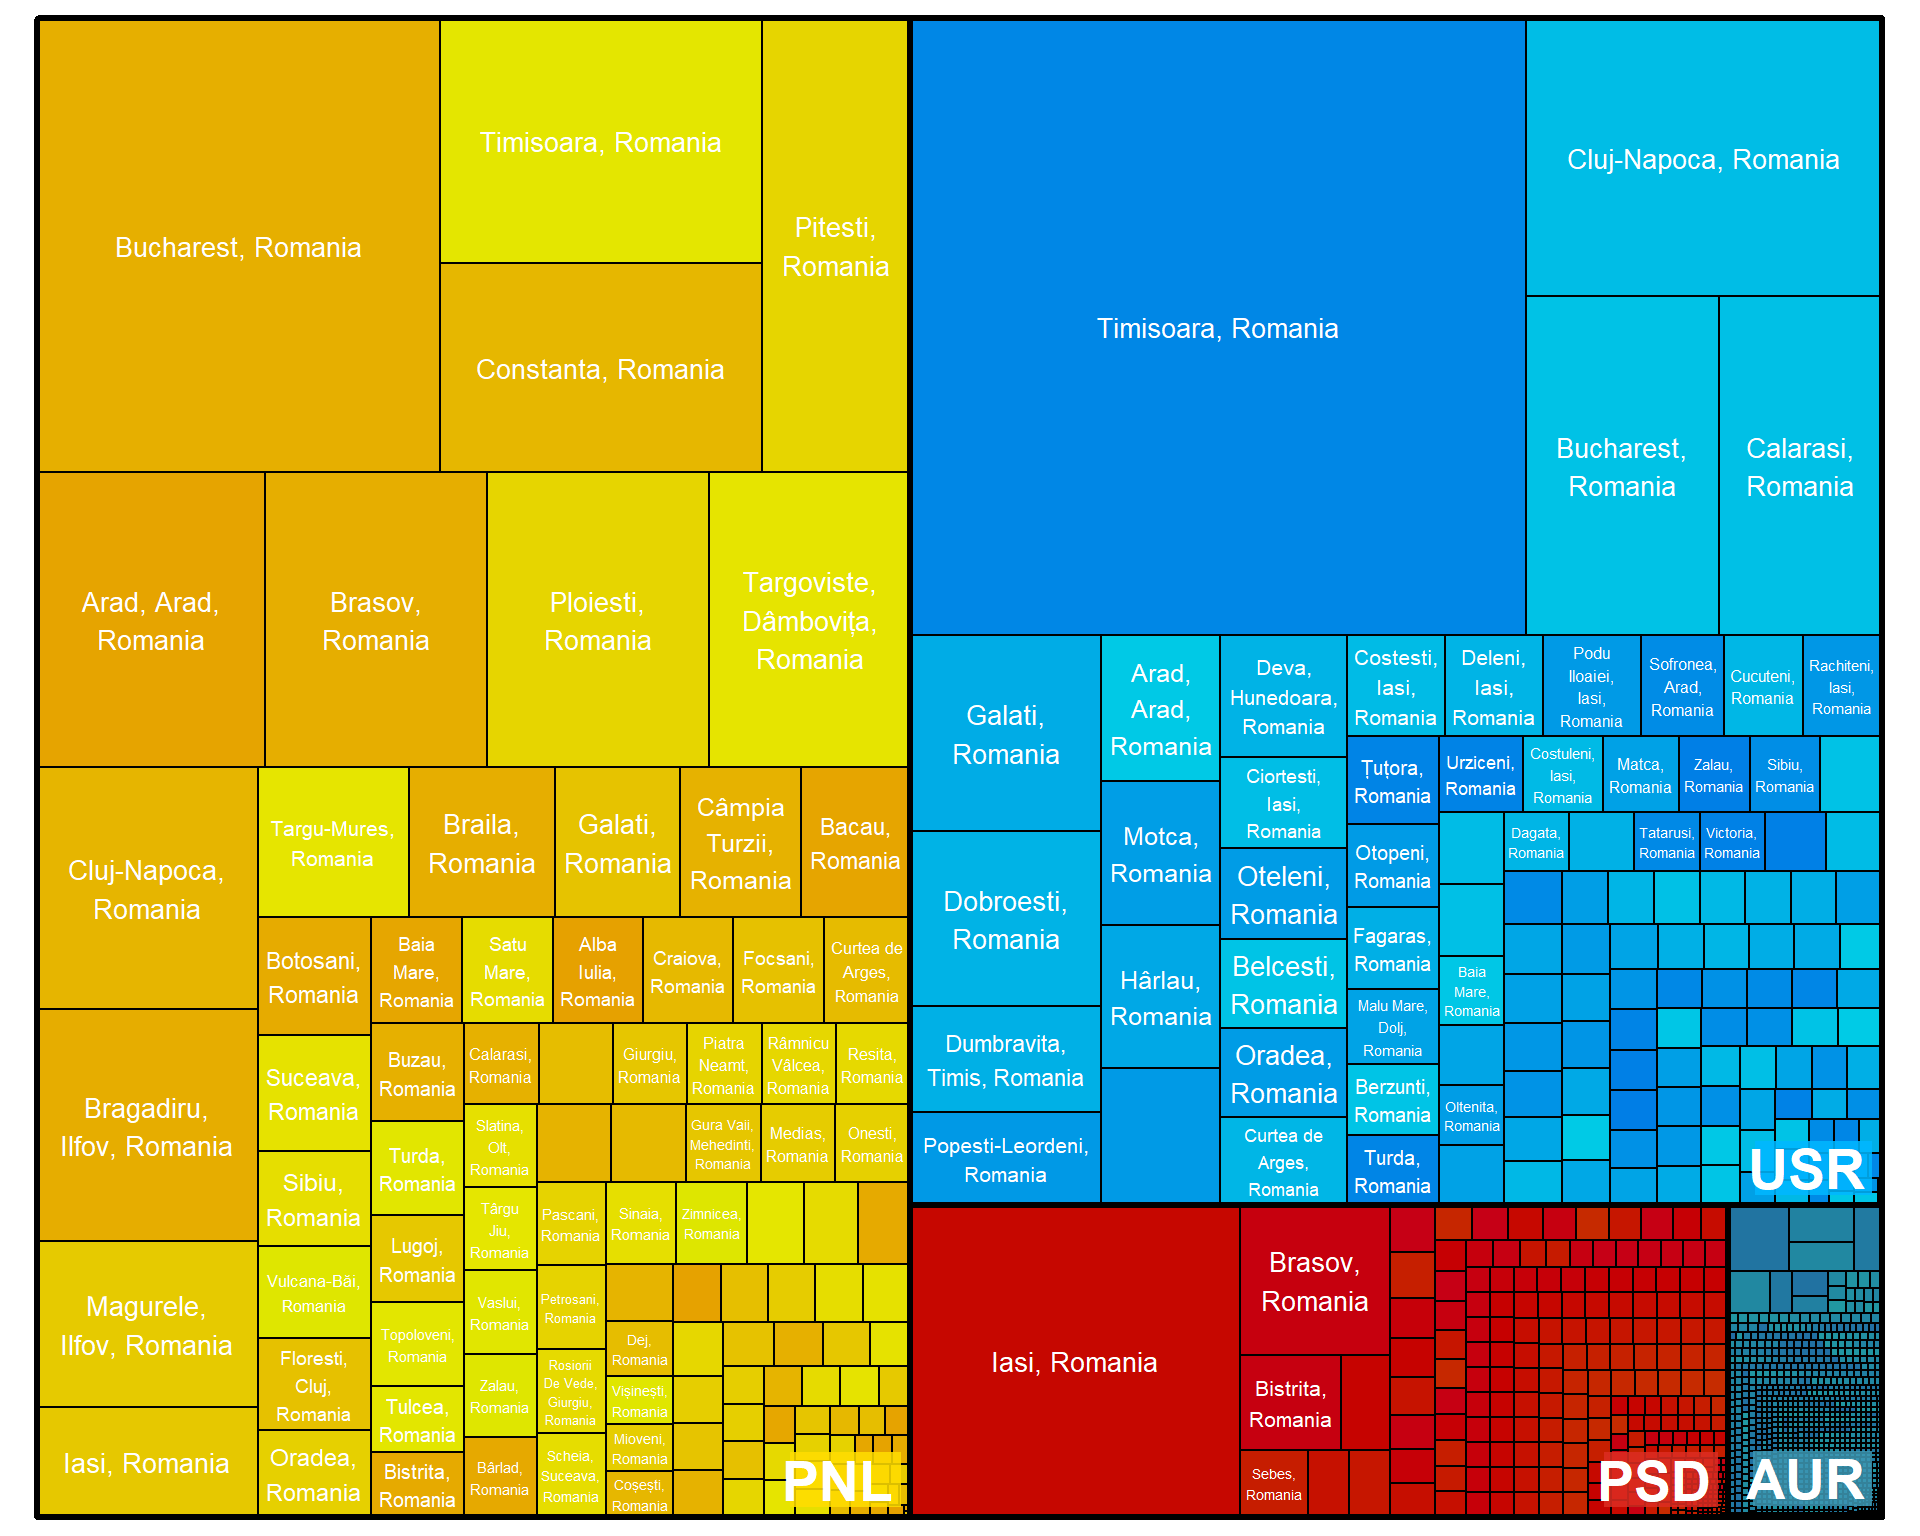 Bucharest, Romania
Timisoara, Romania
Constanta, Romania
Pitesti,
Romania
Arad, Arad,
Romania
Brasov,
Romania
Ploiesti,
Romania
Targoviste,
Dâmbovița,
Romania
Cluj-Napoca,
Romania
Bragadiru,
Ilfov, Romania
Magurele,
Ilfov, Romania
Iasi, Romania
Targu-Mures,
Romania
Braila,
Romania
Galati,
Romania
Câmpia
Turzii,
Romania
Bacau,
Romania
Botosani,
Romania
Suceava,
Romania
Sibiu,
Romania
Vulcana-Băi,
Romania
Floresti,
Cluj,
Romania
Oradea,
Romania
Baia
Mare,
Romania
Satu
Mare,
Romania
Alba
Iulia,
Romania
Craiova,
Romania
Focsani,
Romania
Curtea de
Arges,
Romania
Buzau,
Romania
Turda,
Romania
Lugoj,
Romania
Topoloveni,
Romania
Tulcea,
Romania
Bistrita,
Romania
Calarasi,
Romania
Giurgiu,
Romania
Piatra
Neamt,
Romania
Râmnicu
Vâlcea,
Romania
Resita,
Romania
Slatina,
Olt,
Romania
Gura Vaii,
Mehedinti,
Romania
Medias,
Romania
Onesti,
Romania
Târgu
Jiu,
Romania
Vaslui,
Romania
Zalau,
Romania
Bârlad,
Romania
Pascani,
Romania
Sinaia,
Romania
Zimnicea,
Romania
Petrosani,
Romania
Rosiorii
De Vede,
Giurgiu,
Romania
Scheia,
Suceava,
Romania
Dej,
Romania
Visinești,
Romania
Mioveni,
Romania
Coșești,
Romania
PNL
Timisoara, Romania
Cluj-Napoca, Romania
Bucharest,
Romania
Calarasi,
Romania
Galati,
Romania
Dobroesti,
Romania
Dumbravita,
Timis, Romania
Popesti-Leordeni,
Romania
Arad,
Arad,
Romania
Motca,
Romania
Hârlau,
Romania
Deva,
Hunedoara,
Romania
Ciortesti,
Iasi,
Romania
Oteleni,
Romania
Belcesti,
Romania
Oradea,
Romania
Curtea de
Arges,
Romania
Costesti,
Iasi,
Romania
Deleni,
Iasi,
Romania
Podu
Iloaiei,
Iasi,
Romania
Sofronea,
Arad,
Romania
Cucuteni,
Romania
Rachiteni,
Iasi,
Romania
Țuțora,
Romania
Otopeni,
Romania
Fagaras,
Romania
Malu Mare,
Dolj,
Romania
Berzunti,
Romania
Turda,
Romania
Urziceni,
Romania
Costuleni,
Iasi,
Romania
Matca,
Romania
Zalau,
Romania
Sibiu,
Romania
Dagata,
Romania
Tatarusi,
Romania
Victoria,
Romania
Baia
Mare,
Romania
Oltenita,
Romania
USR
Iasi, Romania
Brasov,
Romania
Bistrita,
Romania
Sebes,
Romania
PSD
AUR